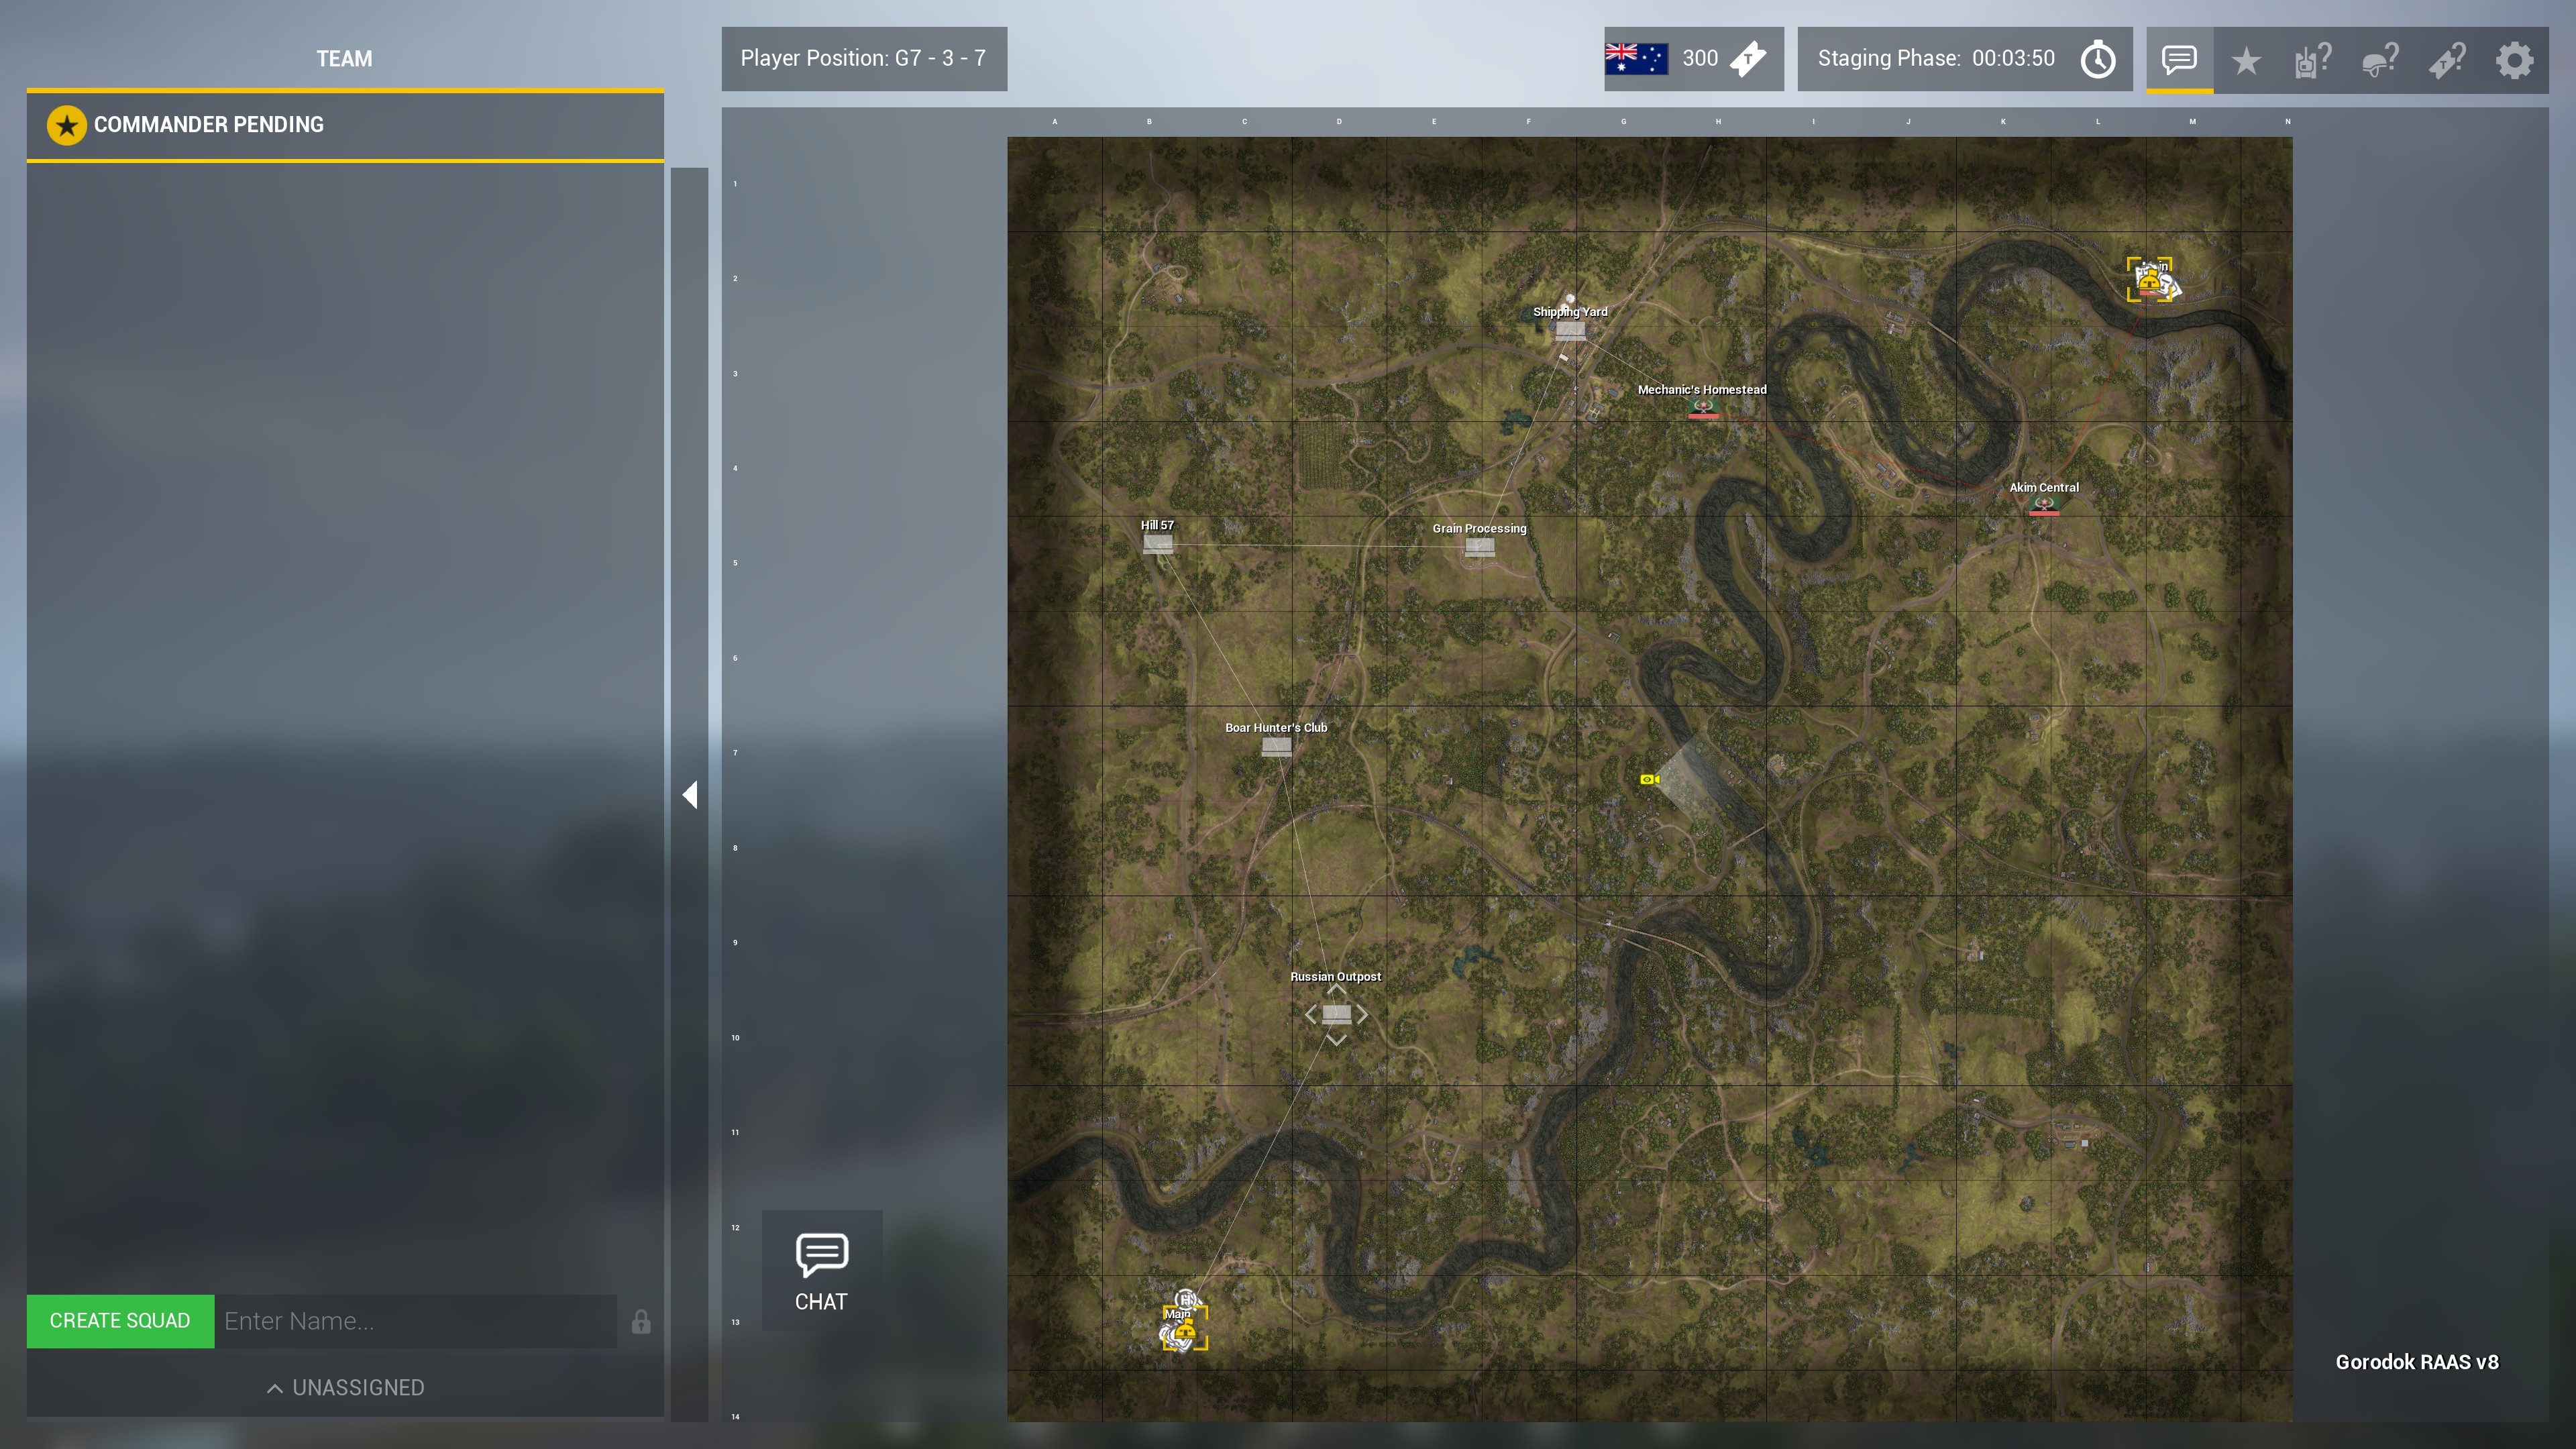 TEAM
Player Position: G7 - 3 - 7
300
T
Staging Phase: 00:03:50
COMMANDER PENDING
A B C D E F G H I J K L M N
1
2
3
4
5
6
7
8
9
10
11
12
13
14
Shipping Yard
Mechanic's Homestead
Akim Central
Hill 57
Grain Processing
Boar Hunter's Club
Russian Outpost
Main
CHAT
CREATE SQUAD
Enter Name...
UNASSIGNED
Gorodok RAAS v8